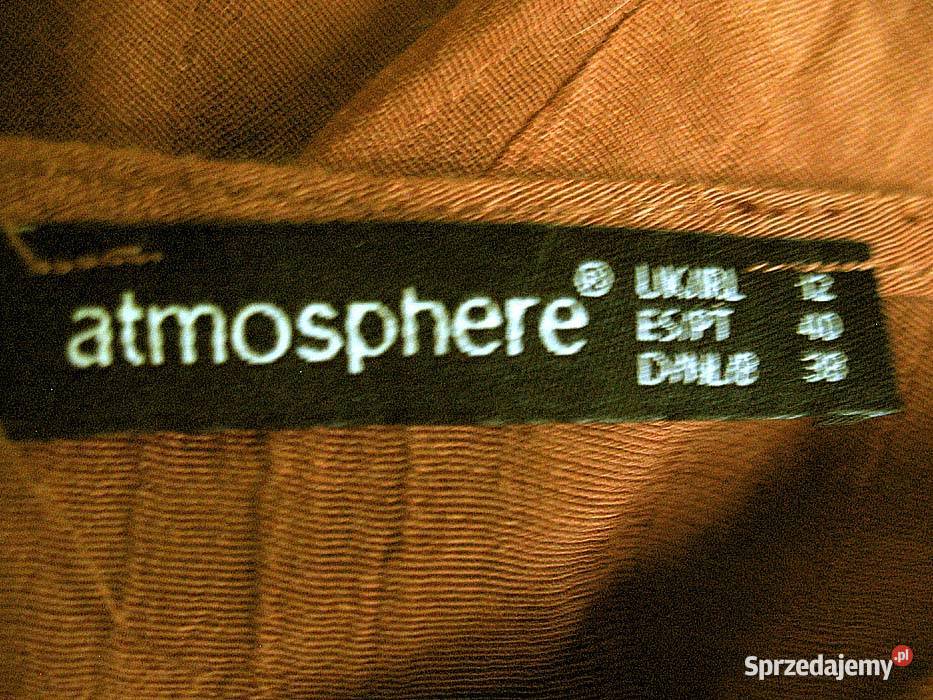 atmosphere®
UK/IRL 12
ES/PT 40
D/NL/B 38
Sprzedajemy.pl